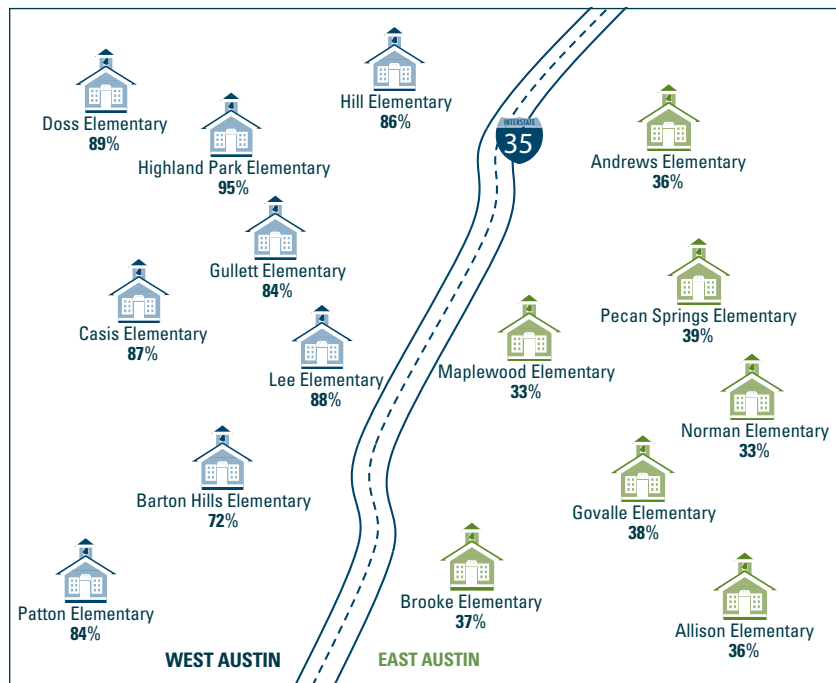 Hill Elementary
86%
Doss Elementary
89%
Highland Park Elementary
95%
INTERSTATE
35
Andrews Elementary
36%
Gullett Elementary
84%
Casis Elementary
87%
Pecan Springs Elementary
39%
Lee Elementary
88%
Maplewood Elementary
33%
Norman Elementary
33%
Barton Hills Elementary
72%
Govalle Elementary
38%
Patton Elementary
84%
Brooke Elementary
37%
Allison Elementary
36%
WEST AUSTIN
EAST AUSTIN